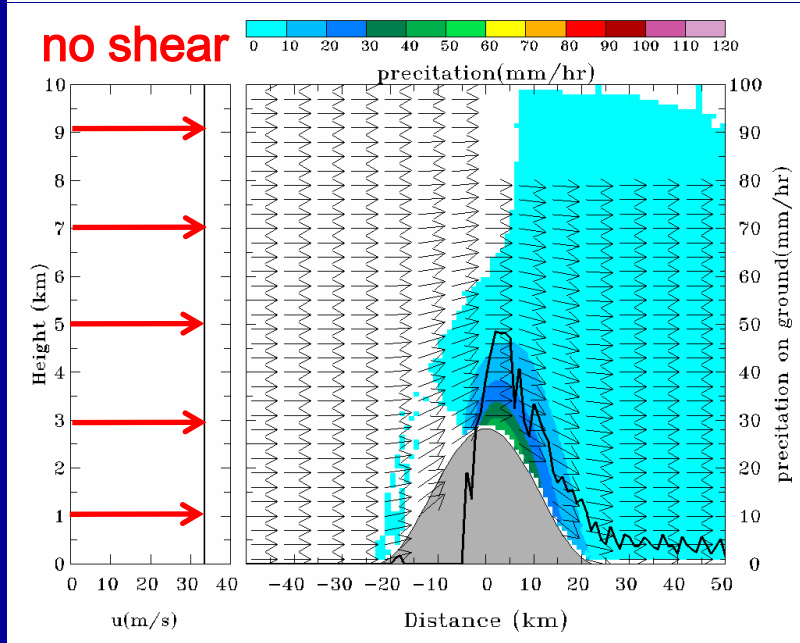 no shear
0 10 20 30 40 50 60 70 80 90 100 110 120
precitation(mm/hr)
10
9
8
7
6
5
4
3
2
1
0
Height (km)
0 10 20 30 40
u(m/s)
100
90
80
70
60
50
40
30
20
10
0
precitation on ground(mm/hr)
-40 -30 -20 -10 0 10 20 30 40 50
Distance (km)